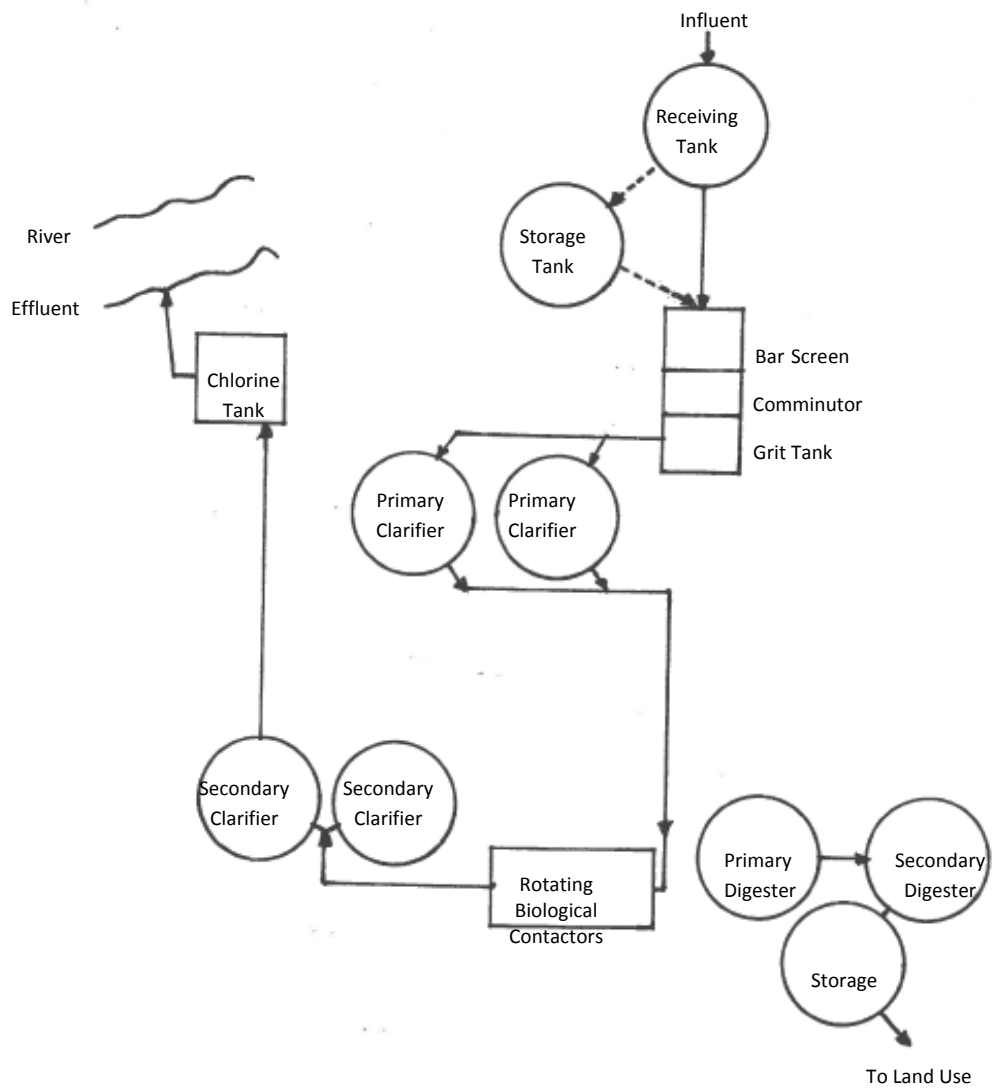 Influent
Receiving
Tank
Storage
Tank
River
Effluent
Chlorine
Tank
Bar Screen
Comminutor
Grit Tank
Primary
Clarifier
Primary
Clarifier
Secondary
Clarifier
Secondary
Clarifier
Rotating
Biological
Contactors
Primary
Digester
Secondary
Digester
Storage
To Land Use